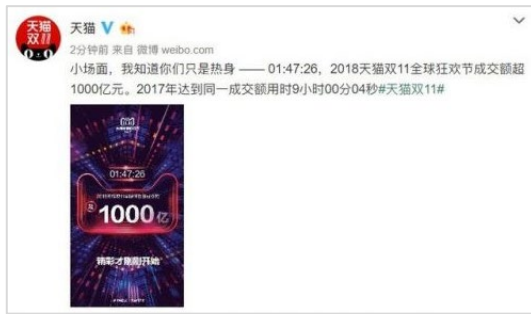 天猫
双11
天猫
2分钟前 来自 微博 weibo.com
小场面，我知道你们只是热身 —— 01:47:26，2018天猫双11全球狂欢节成交额超
1000亿元。2017年达到同一成交额用时9小时00分04秒#天猫双11#
01:47:26
1000亿
精彩才刚刚开始